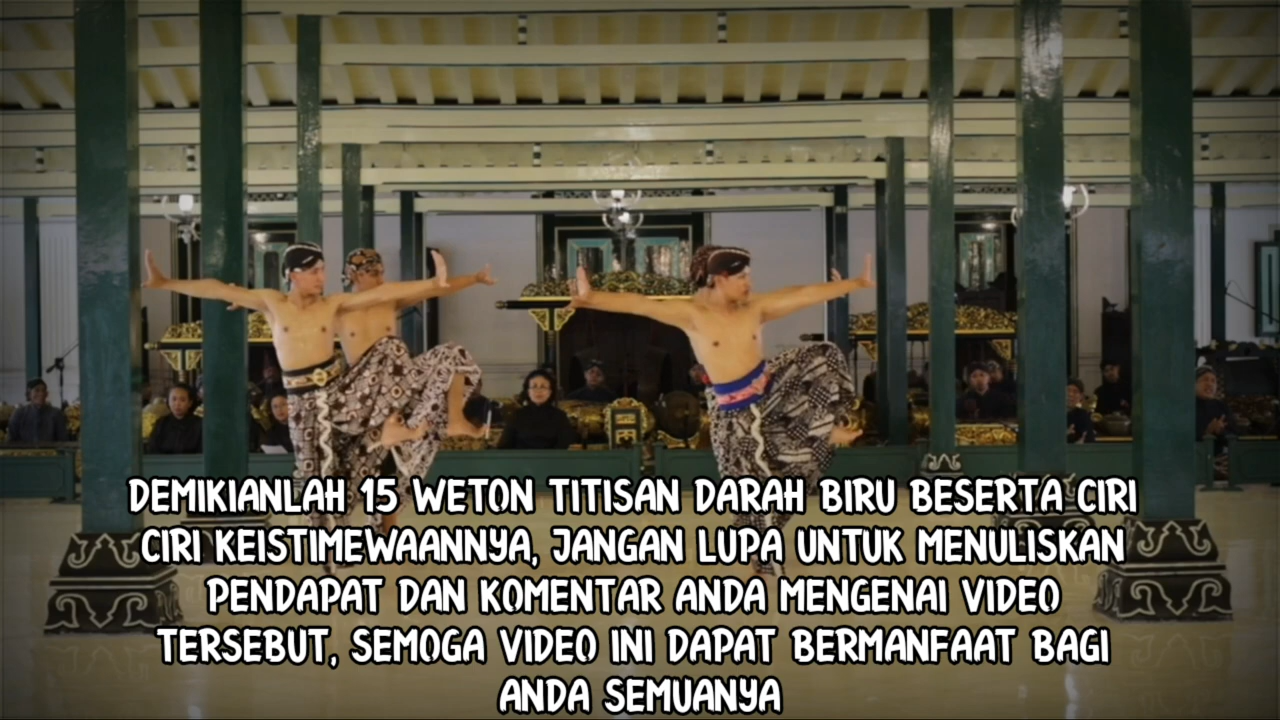 DEMIKIANLAH 15 WETON TITISAN DARAH BIRU BESERTA CIRI
CIRI KEISTIMEWAANNYA, JANGAN LUPA UNTUK MENULISKAN
PENDAPAT DAN KOMENTAR ANDA MENGENAI VIDEO
TERSEBUT, SEMOGA VIDEO INI DAPAT BERMANFAAT BAGI
ANDA SEMUANYA